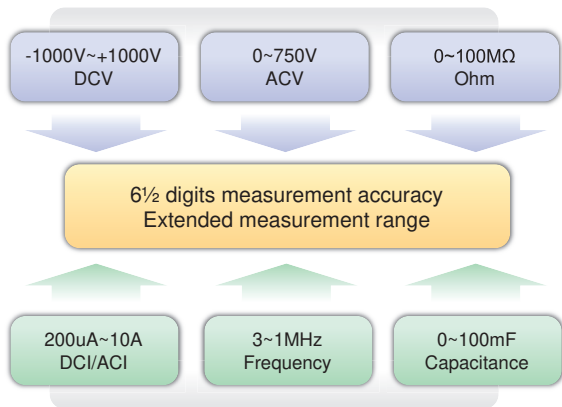 -1000V~+1000V
DCV
0~750V
ACV
0~100MΩ
Ohm
6½ digits measurement accuracy
Extended measurement range
200uA~10A
DCI/ACI
3~1MHz
Frequency
0~100mF
Capacitance